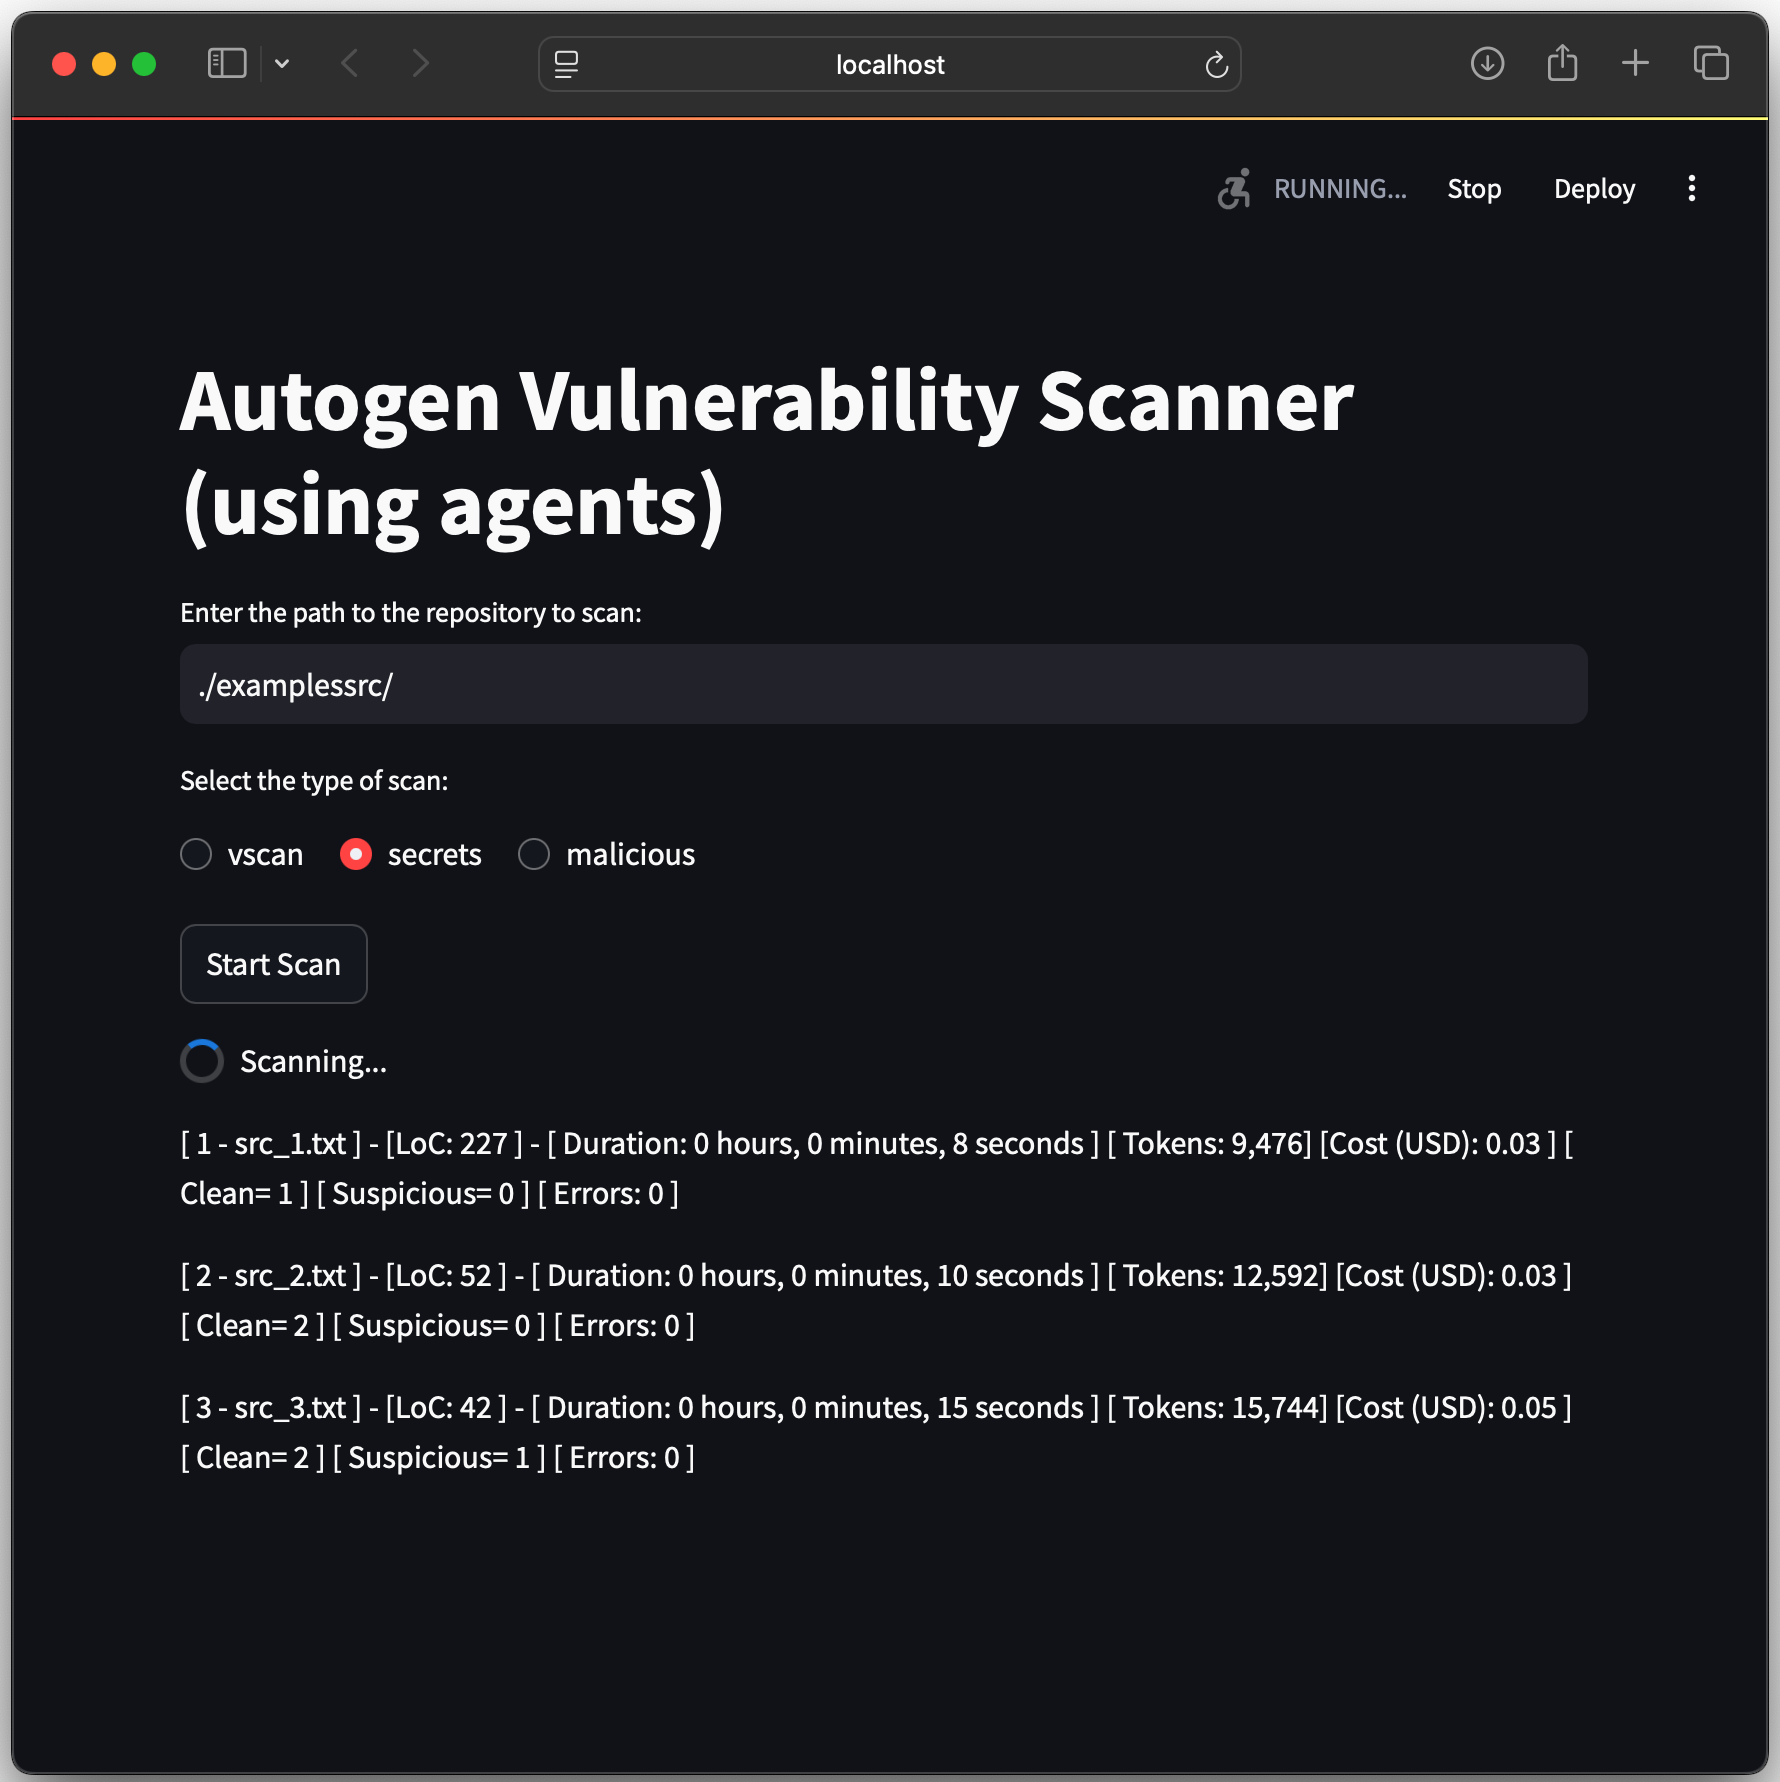 localhost
RUNNING...
Stop
Deploy
Autogen Vulnerability Scanner
(using agents)
Enter the path to the repository to scan:
./examplessrc/
Select the type of scan:
vscan
secrets
malicious
Start Scan
Scanning...
[ 1 - src_1.txt ] - [LoC: 227 ] - [ Duration: 0 hours, 0 minutes, 8 seconds ] [ Tokens: 9,476] [Cost (USD): 0.03 ] [
Clean= 1 ] [ Suspicious= 0 ] [ Errors: 0 ]
[ 2 - src_2.txt ] - [LoC: 52 ] - [ Duration: 0 hours, 0 minutes, 10 seconds ] [ Tokens: 12,592] [Cost (USD): 0.03 ]
[ Clean= 2 ] [ Suspicious= 0 ] [ Errors: 0 ]
[ 3 - src_3.txt ] - [LoC: 42 ] - [ Duration: 0 hours, 0 minutes, 15 seconds ] [ Tokens: 15,744] [Cost (USD): 0.05 ]
[ Clean= 2 ] [ Suspicious= 1 ] [ Errors: 0 ]